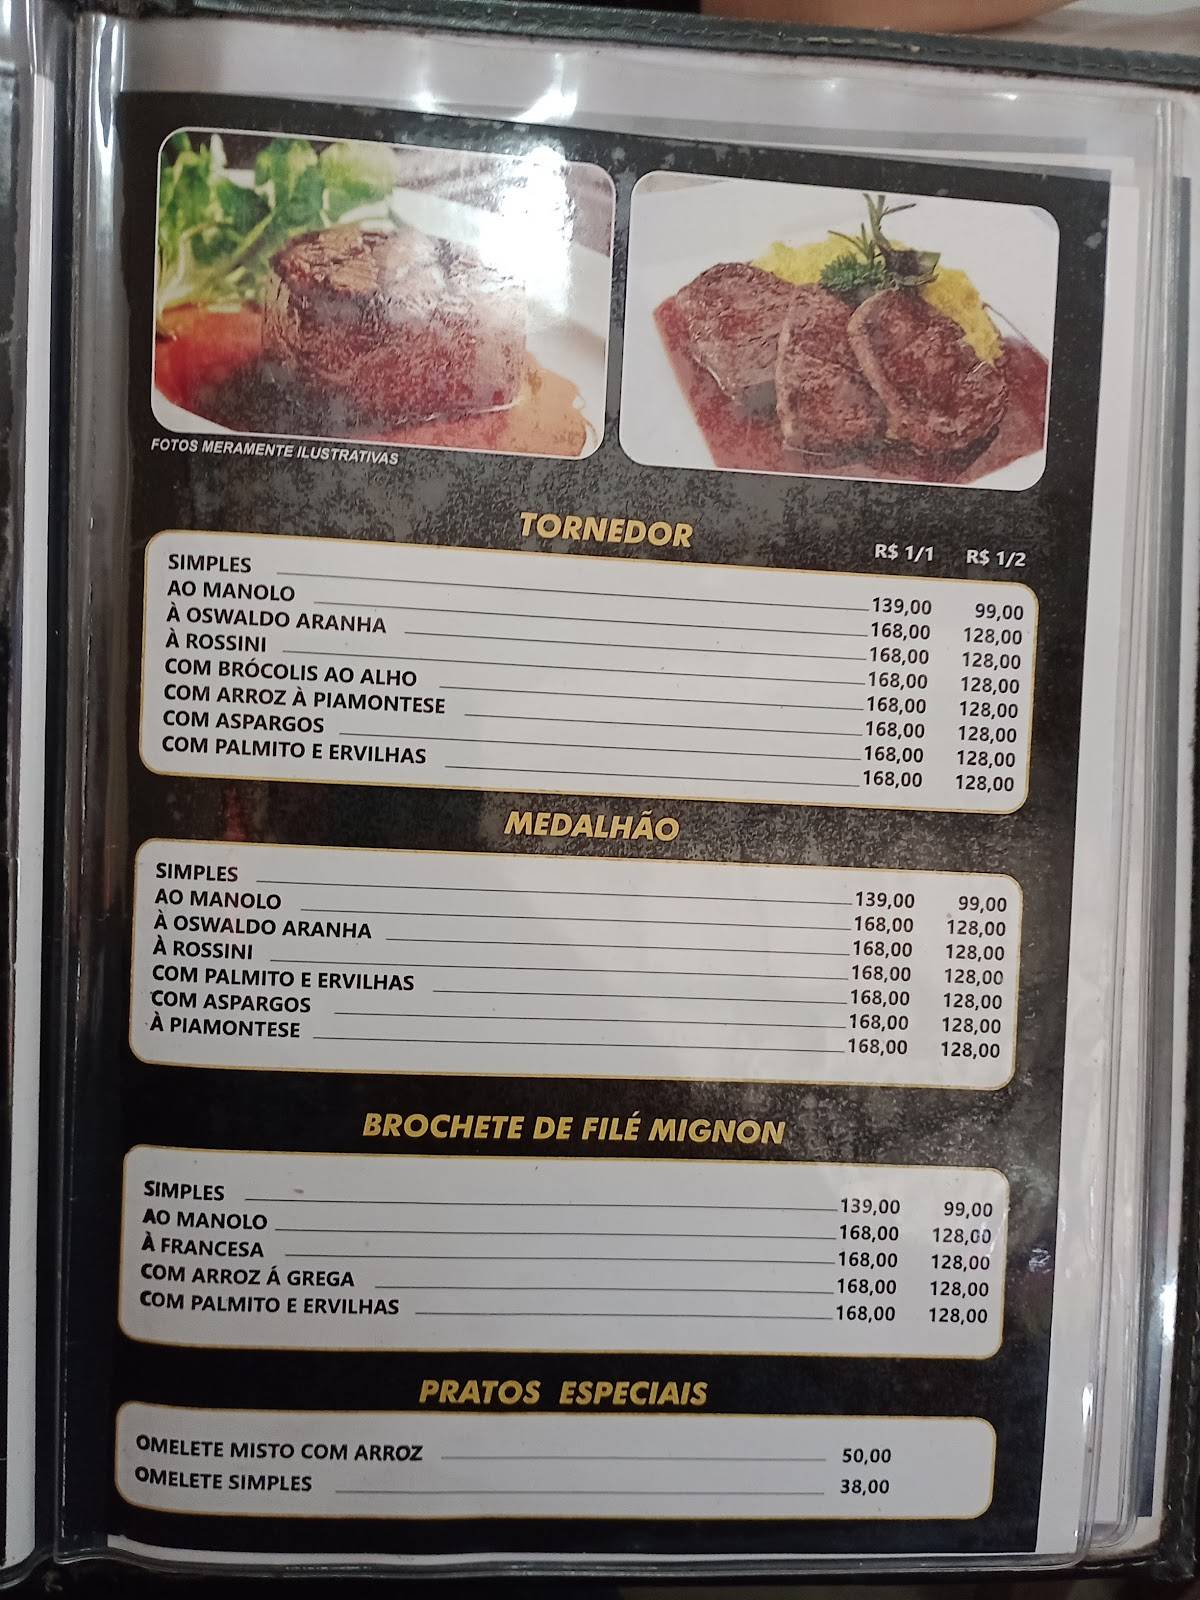 FOTOS MERAMENTE ILUSTRATIVAS
TORNEDOR R$ 1/1 R$ 1/2
SIMPLES 139,00 99,00
AO MANOLO 168,00 128,00
À OSWALDO ARANHA 168,00 128,00
À ROSSINI 168,00 128,00
COM BRÓCOLIS AO ALHO 168,00 128,00
COM ARROZ À PIAMONTESE 168,00 128,00
COM ASPARGOS 168,00 128,00
COM PALMITO E ERVILHAS 168,00 128,00
MEDALHÃO
SIMPLES 139,00 99,00
AO MANOLO 168,00 128,00
À OSWALDO ARANHA 168,00 128,00
À ROSSINI 168,00 128,00
COM PALMITO E ERVILHAS 168,00 128,00
COM ASPARGOS 168,00 128,00
À PIAMONTESE 168,00 128,00
BROCHETE DE FILÉ MIGNON
SIMPLES 139,00 99,00
AO MANOLO 168,00 128,00
À FRANCESA 168,00 128,00
COM ARROZ Á GREGA 168,00 128,00
COM PALMITO E ERVILHAS 168,00 128,00
PRATOS ESPECIAIS
OMELETE MISTO COM ARROZ 50,00
OMELETE SIMPLES 38,00